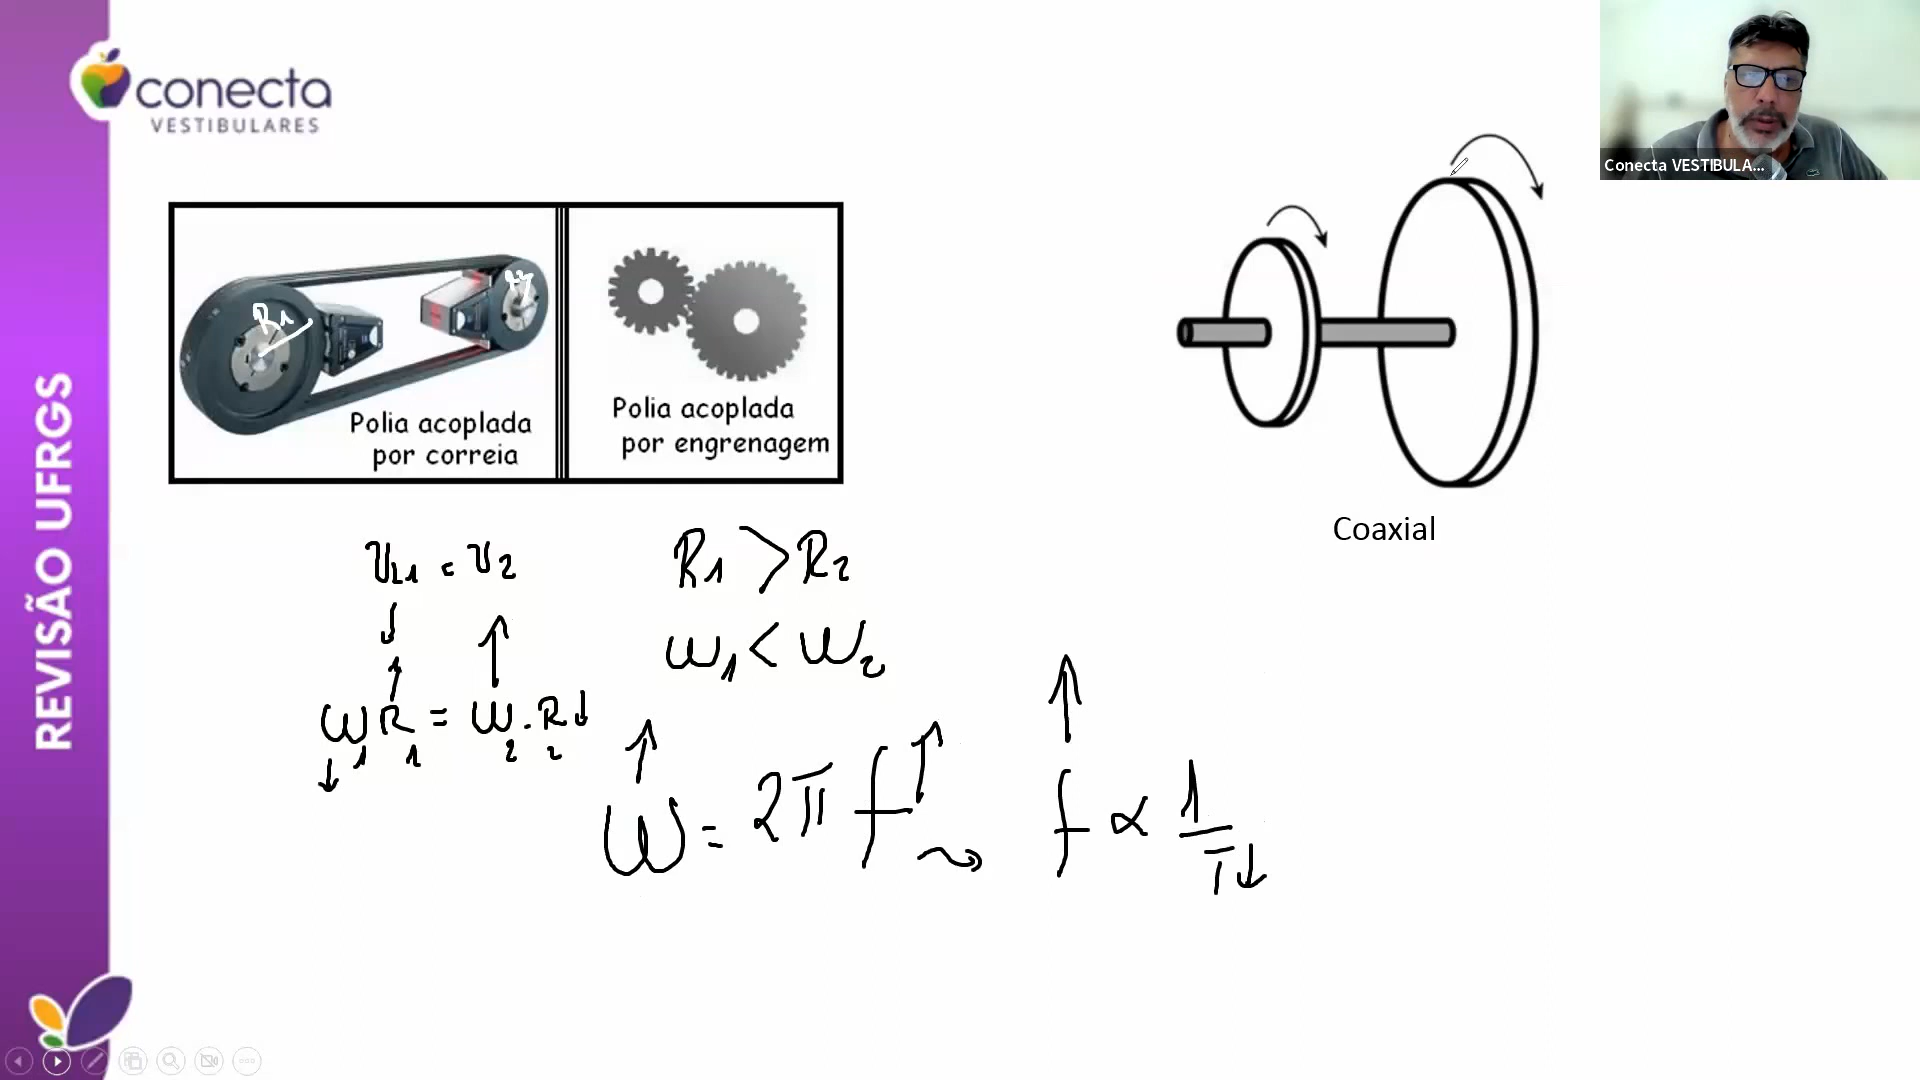 conecta
VESTIBULARES
REVISÃO UFRGS
Conecta VESTIBULA...
R1
R2
Polia acoplada
por correia
Polia acoplada
por engrenagem
Coaxial
v1 = v2
R1 > R2
ω1 < ω2
ω1 R1 = ω2 . R2 ↓
ω = 2π f
f ∝ 1/T ↓